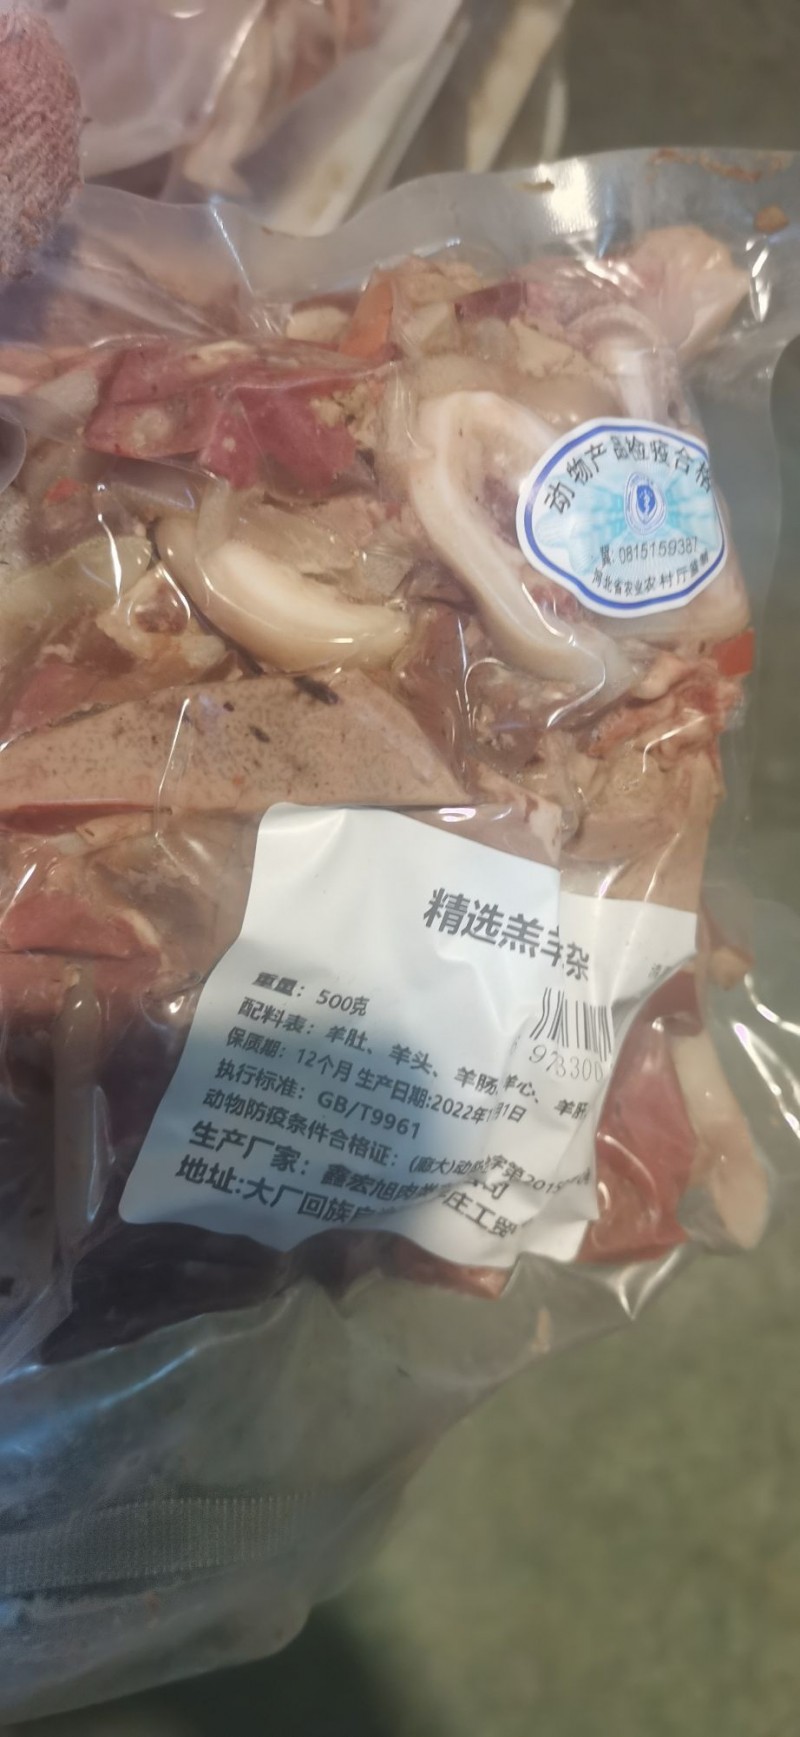 动物产品检疫合格
0815159387
河北省农业农村厅监制
精选羔羊杂
重量：500克
配料表：羊肚、羊头、羊肠、羊心、羊肝
保质期：12个月 生产日期:2022年
执行标准：GB/T9961
动物防疫条件合格证：
生产厂家：鑫宏旭肉
地址:大厂回族自 庄工贸